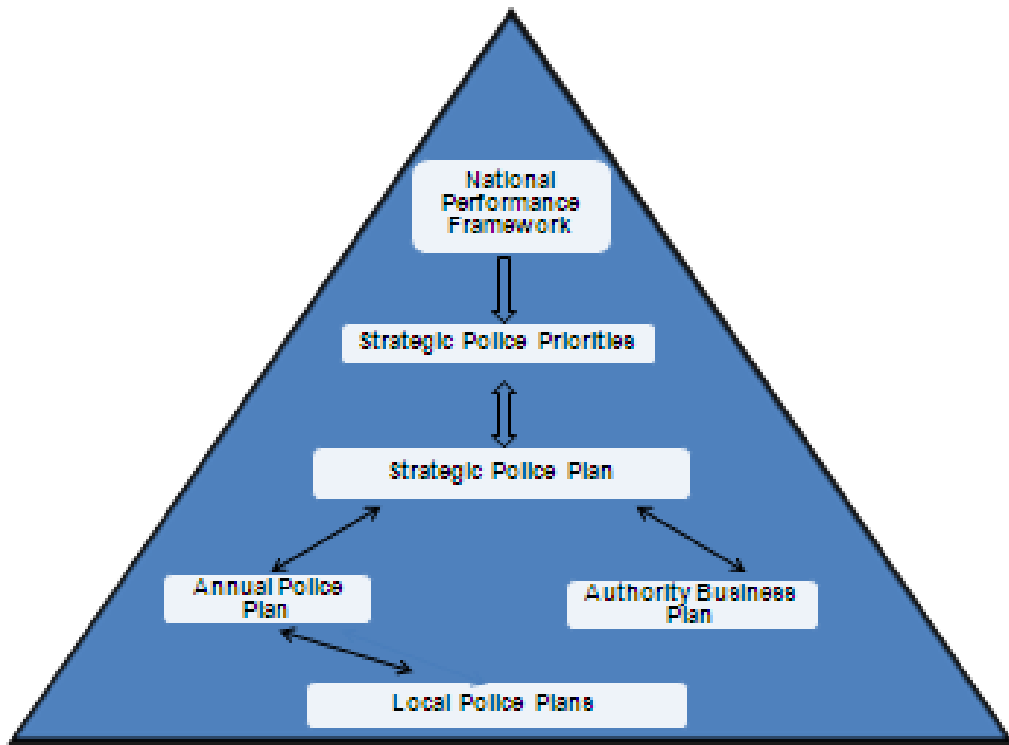 National
Performance
Framework
Strategic Police Priorities
Strategic Police Plan
Annual Police
Plan
Authority Business
Plan
Local Police Plans